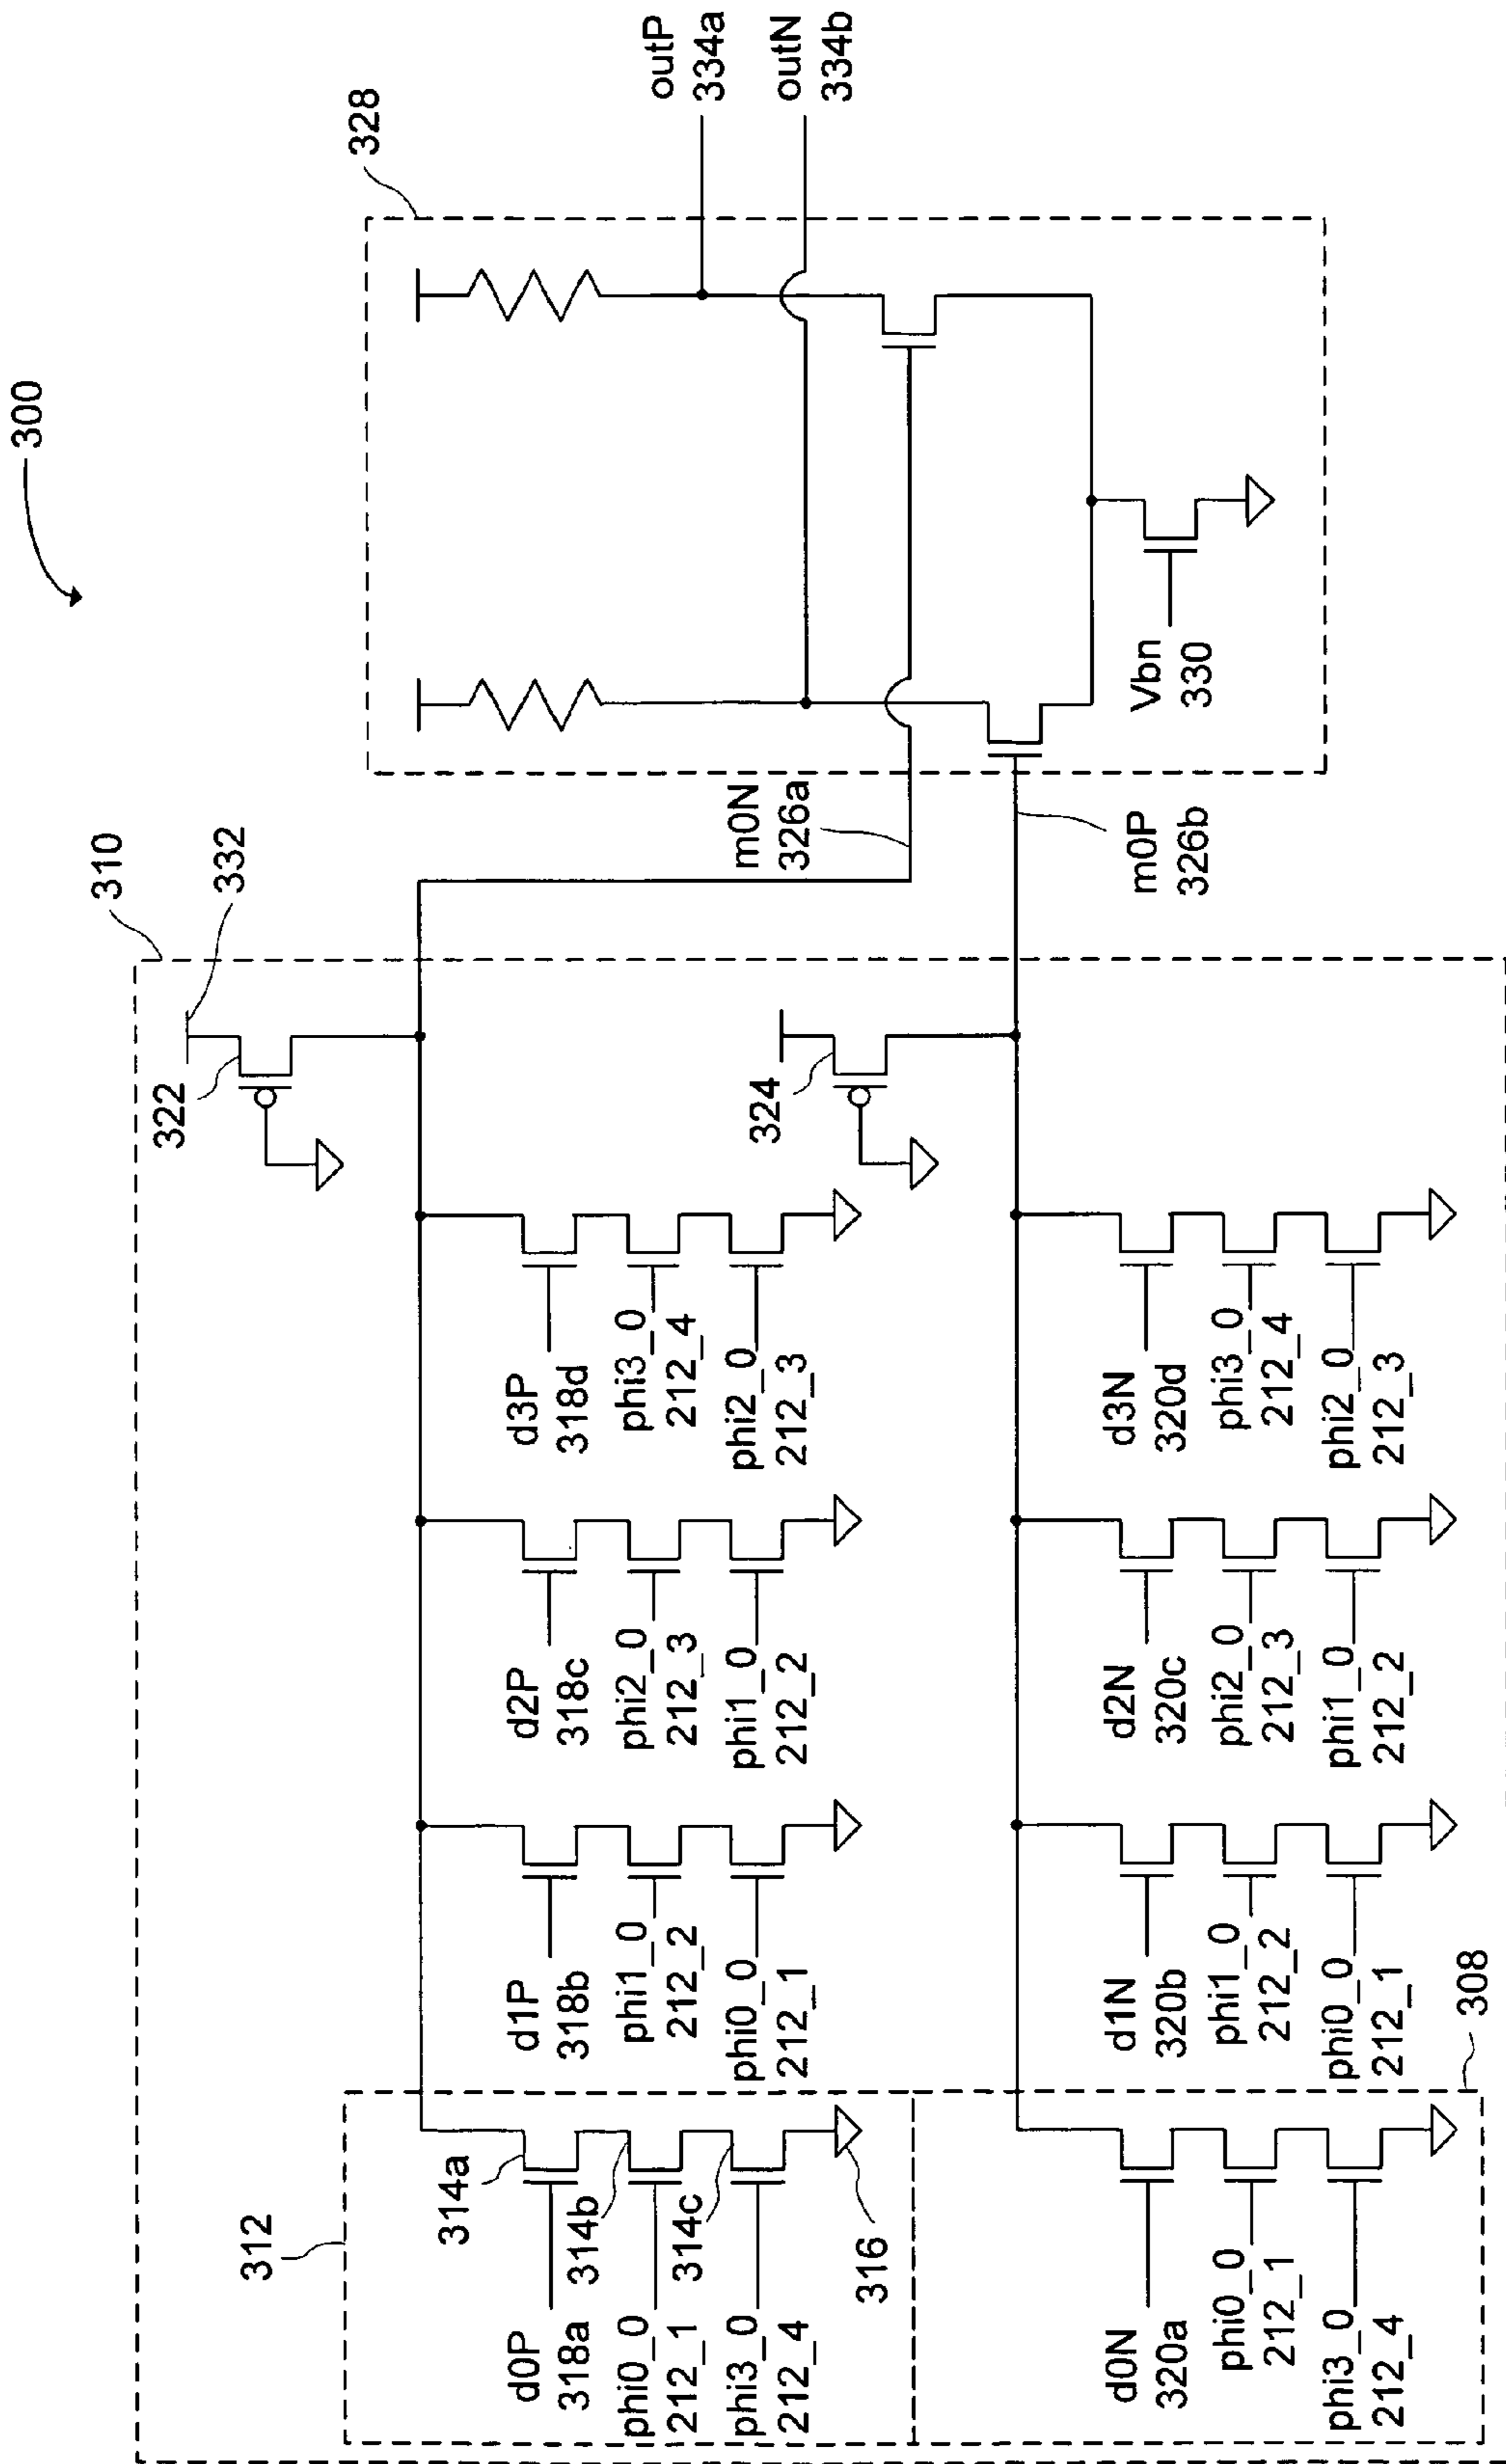 300
310
332
322
328
outP
334a
outN
334b
312
314a
d0P
318a
314b
phi0_0
212_1
314c
phi3_0
212_4
316
d1P
318b
phi1_0
212_2
phi0_0
212_1
d2P
318c
phi2_0
212_3
phi1_0
212_2
d3P
318d
phi3_0
212_4
phi2_0
212_3
324
m0N
326a
m0P
326b
Vbn
330
d0N
320a
phi0_0
212_1
phi3_0
212_4
d1N
320b
phi1_0
212_2
phi0_0
212_1
308
d2N
320c
phi2_0
212_3
phi1_0
212_2
d3N
320d
phi3_0
212_4
phi2_0
212_3